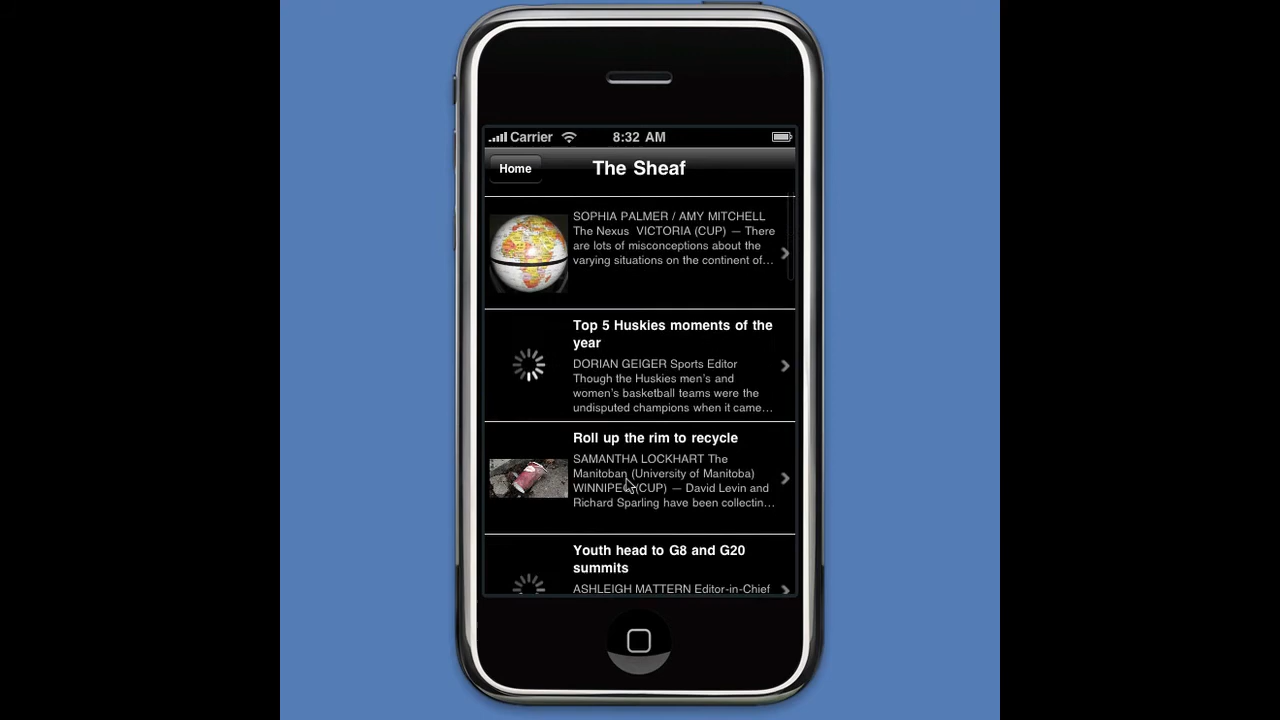 Carrier 8:32 AM
Home The Sheaf
SOPHIA PALMER / AMY MITCHELL
The Nexus VICTORIA (CUP) — There
are lots of misconceptions about the
varying situations on the continent of...
Top 5 Huskies moments of the
year
DORIAN GEIGER Sports Editor
Though the Huskies men's and
women's basketball teams were the
undisputed champions when it came...
Roll up the rim to recycle
SAMANTHA LOCKHART The
Manitoban (University of Manitoba)
WINNIPEG (CUP) — David Levin and
Richard Sparling have been collectin...
Youth head to G8 and G20
summits
ASHLEIGH MATTERN Editor-in-Chief